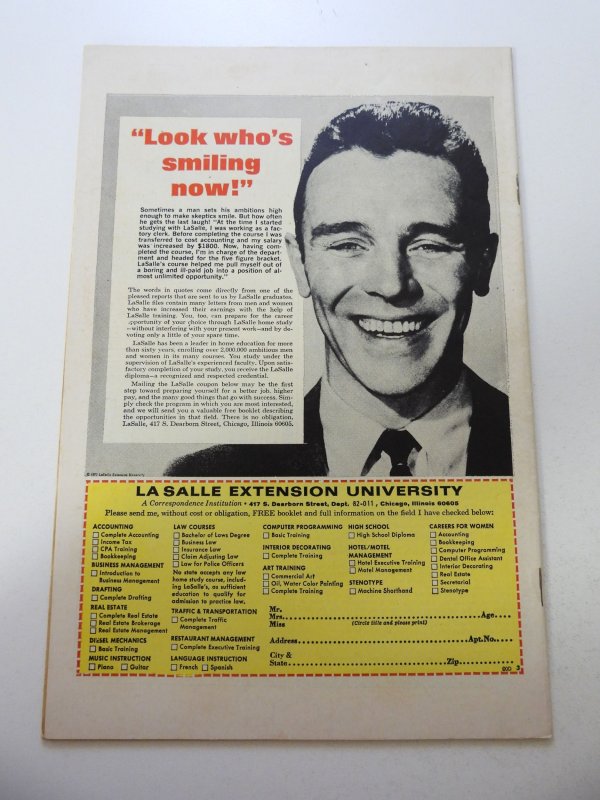 “Look who’s
smiling
now!”
Sometimes a man sets his ambitions high
enough to make skeptics smile. But how often
he gets the last laugh! “At the time I started
studying with LaSalle, I was working as a fac-
tory clerk. Before completing the course I was
transferred to cost accounting and my salary
was increased by $1800. Now, having com-
pleted the course, I’m in charge of the depart-
ment and headed for the five figure bracket.
LaSalle’s course helped me pull myself out of
a boring and ill-paid job into a position of al-
most unlimited opportunity.”
The words in quotes come directly from one of the
pleased reports that are sent to us by LaSalle graduates.
LaSalle files contain many letters from men and women
who have increased their earnings with the help of
LaSalle training. You, too, can prepare for the career
opportunity of your choice through LaSalle home study
—without interfering with your present work—and by de-
voting only a little of your spare time.
LaSalle has been a leader in home education for more
than sixty years, enrolling over 2,000,000 ambitious men
and women in its many courses. You study under the
supervision of LaSalle’s experienced faculty. Upon satis-
factory completion of your study, you receive the LaSalle
diploma—a recognized and respected credential.
Mailing the LaSalle coupon below may be the first
step toward preparing yourself for a better job, higher
pay, and the many good things that go with success. Sim-
ply check the program in which you are most interested,
and we will send you a valuable free booklet describing
the opportunities in that field. There is no obligation.
LaSalle, 417 S. Dearborn Street, Chicago, Illinois 60605.
LaSalle Extension University
LA SALLE EXTENSION UNIVERSITY
A Correspondence Institution • 417 S. Dearborn Street, Dept. 82-011, Chicago, Illinois 60605
Please send me, without cost or obligation, FREE booklet and full information on the field I have checked below:
ACCOUNTING
Complete Accounting
Income Tax
CPA Training
Bookkeeping
BUSINESS MANAGEMENT
Introduction to
Business Management
DRAFTING
Complete Drafting
REAL ESTATE
Complete Real Estate
Real Estate Brokerage
Real Estate Management
DIESEL MECHANICS
Basic Training
MUSIC INSTRUCTION
Piano Guitar
LAW COURSES
Bachelor of Laws Degree
Business Law
Insurance Law
Claim Adjusting Law
Law for Police Officers
No state accepts any law
home study course, includ-
ing LaSalle’s, as sufficient
education to qualify for
admission to practice law.
TRAFFIC & TRANSPORTATION
Complete Traffic
Management
RESTAURANT MANAGEMENT
Complete Executive Training
LANGUAGE INSTRUCTION
French Spanish
COMPUTER PROGRAMMING
Basic Training
INTERIOR DECORATING
Complete Training
ART TRAINING
Commercial Art
Oil, Water Color Painting
Complete Training
HIGH SCHOOL
High School Diploma
HOTEL/MOTEL
MANAGEMENT
Hotel Executive Training
Motel Management
STENOTYPE
Machine Shorthand
CAREERS FOR WOMEN
Accounting
Bookkeeping
Computer Programming
Dental Office Assistant
Interior Decorating
Real Estate
Secretarial
Stenotype
Mr.
Mrs. Age
Miss (Circle title and please print)
Address Apt.No.
City &
State Zip
3